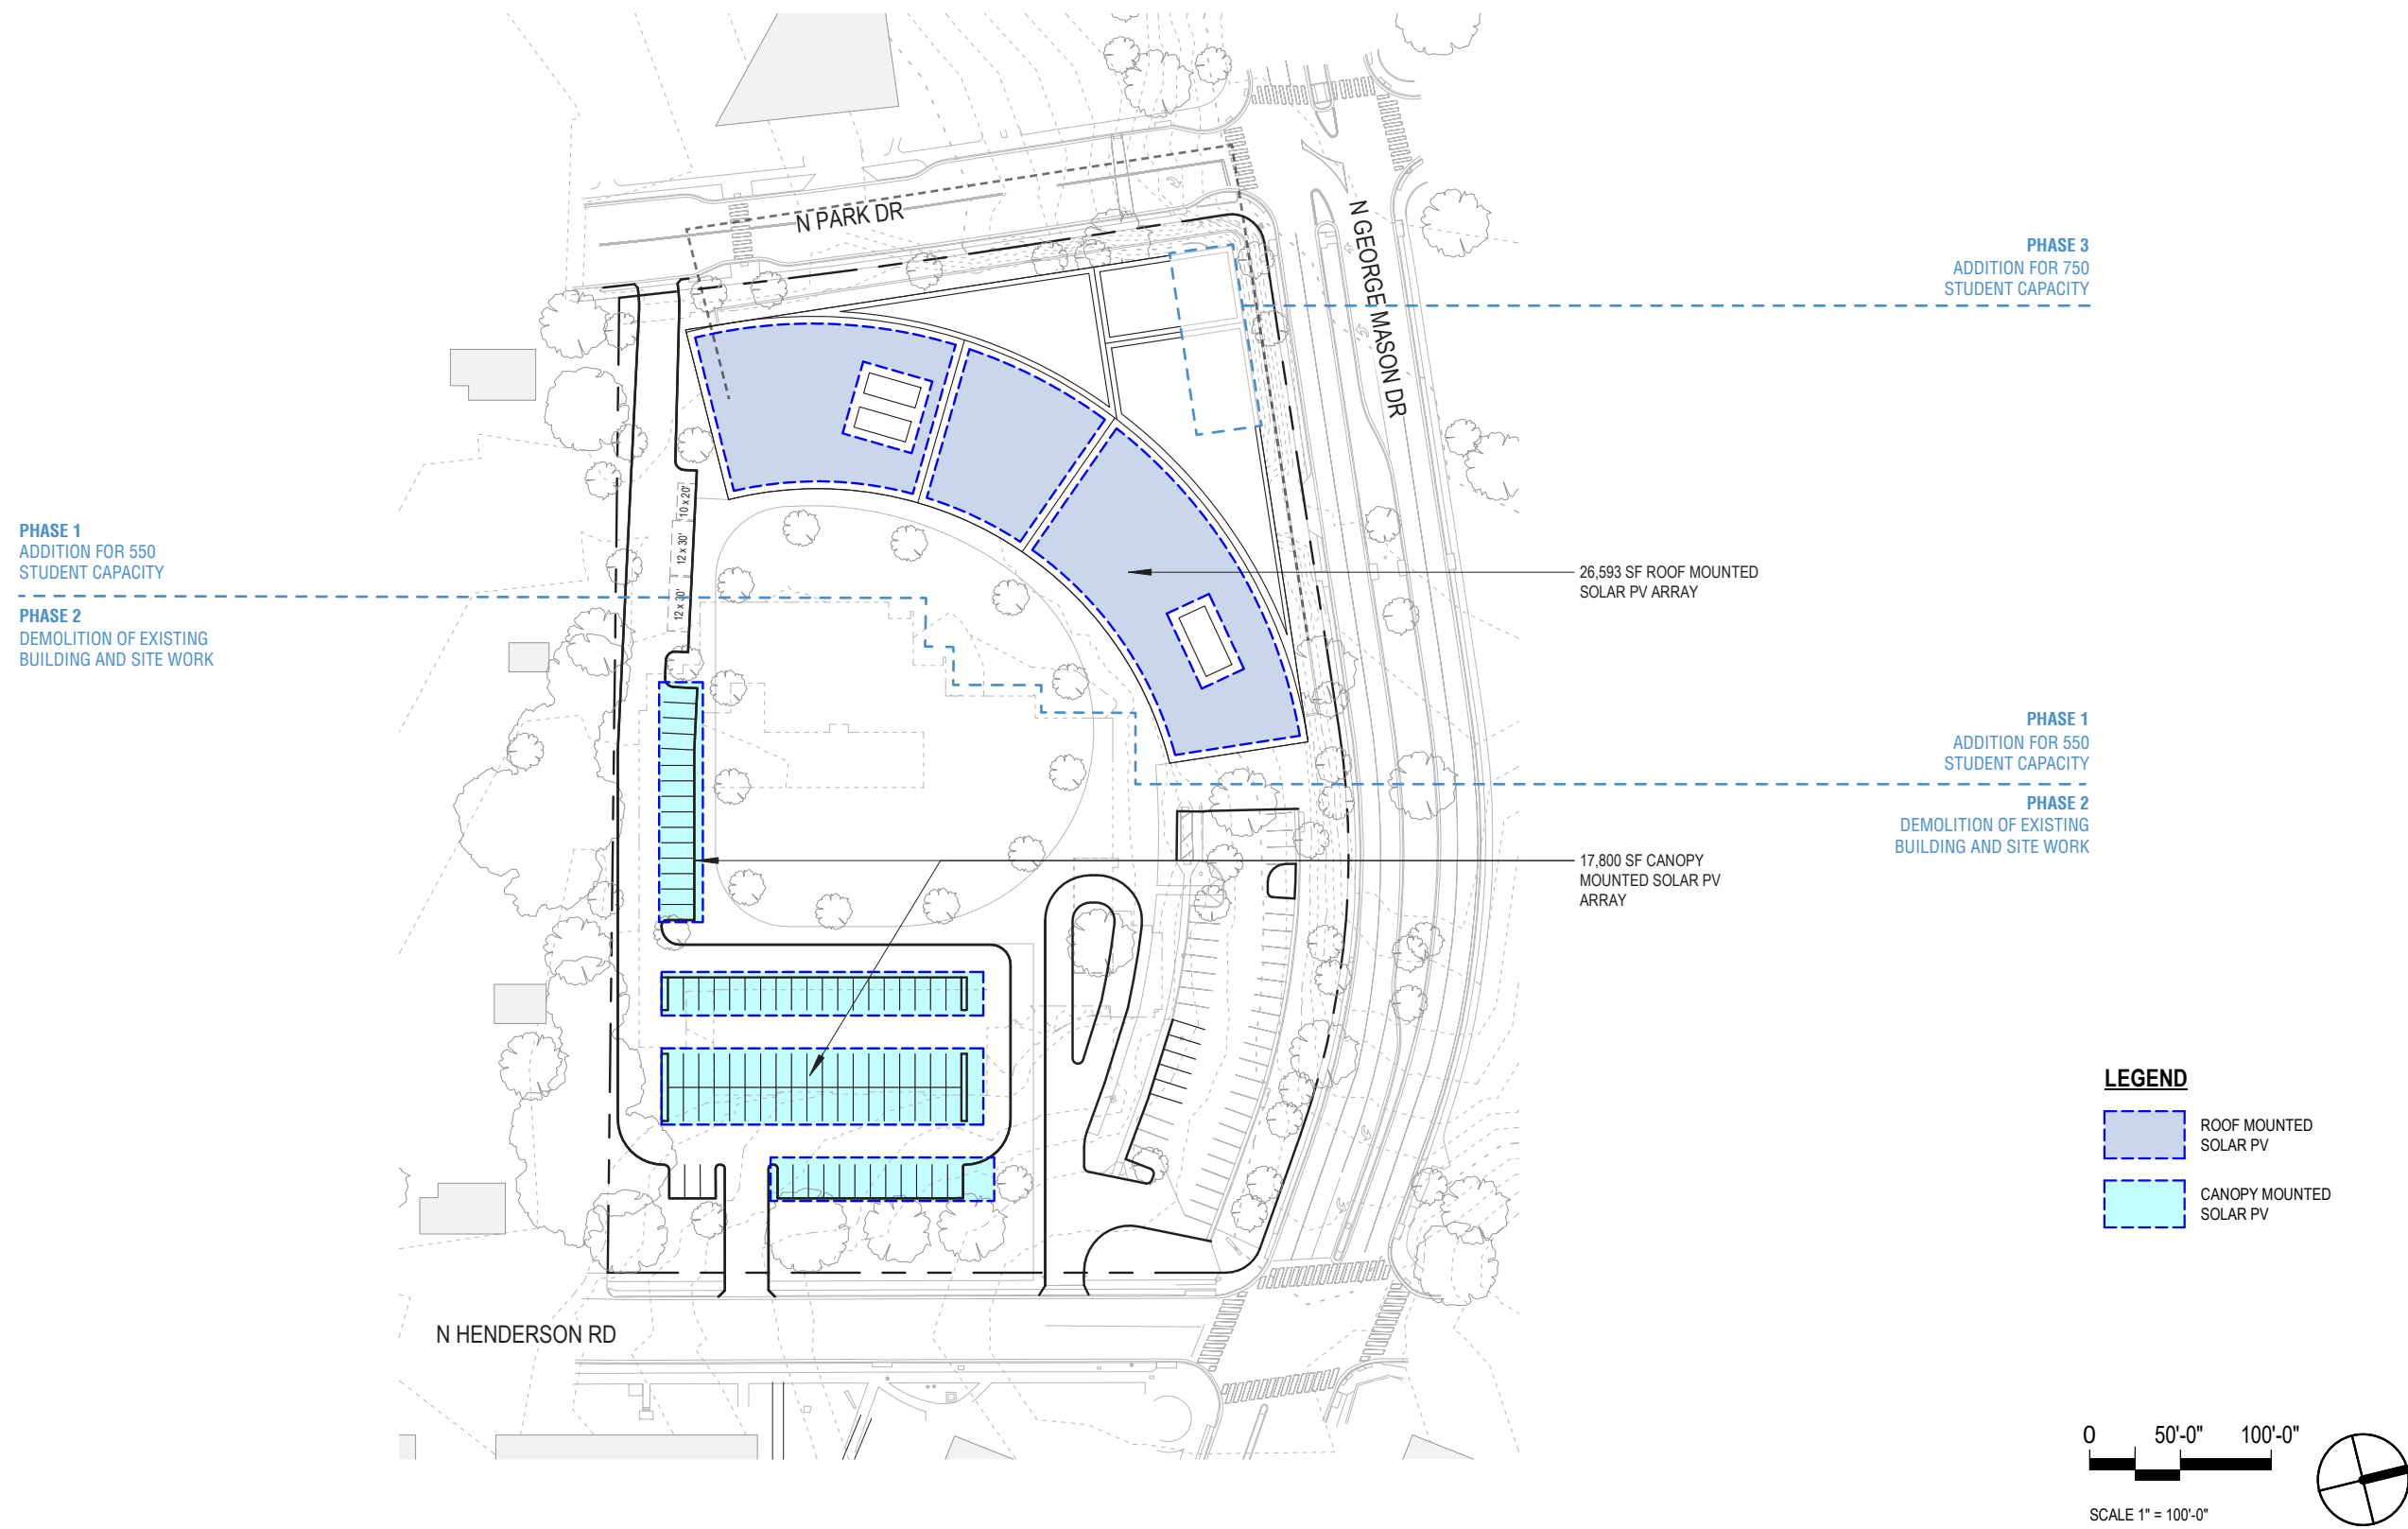 N PARK DR
N GEORGE MASON DR
PHASE 3
ADDITION FOR 750
STUDENT CAPACITY
10 x 20'
12 x 30'
12 x 30'
PHASE 1
ADDITION FOR 550
STUDENT CAPACITY
PHASE 2
DEMOLITION OF EXISTING
BUILDING AND SITE WORK
26,593 SF ROOF MOUNTED
SOLAR PV ARRAY
PHASE 1
ADDITION FOR 550
STUDENT CAPACITY
PHASE 2
DEMOLITION OF EXISTING
BUILDING AND SITE WORK
17,800 SF CANOPY
MOUNTED SOLAR PV
ARRAY
N HENDERSON RD
LEGEND
ROOF MOUNTED
SOLAR PV
CANOPY MOUNTED
SOLAR PV
0 50'-0" 100'-0"
SCALE 1" = 100'-0"